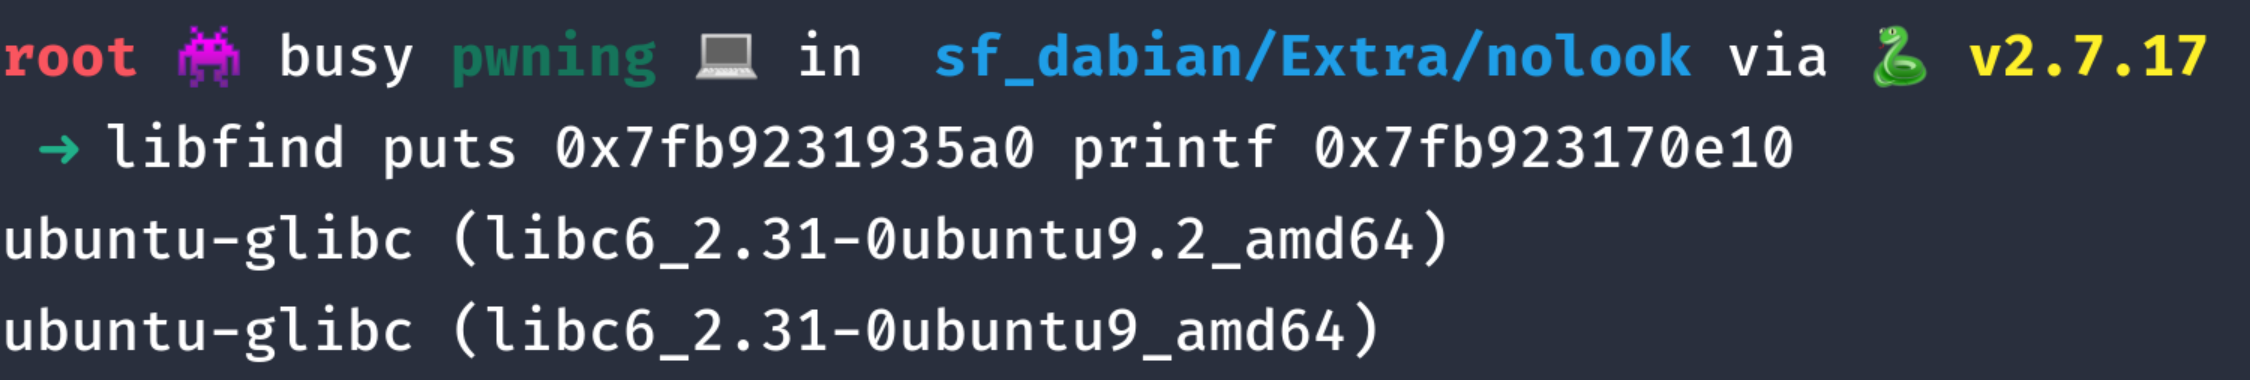 root 👾 busy pwning 💻 in sf_dabian/Extra/nolook via 🐍 v2.7.17
➜ libfind puts 0x7fb9231935a0 printf 0x7fb923170e10
ubuntu-glibc (libc6_2.31-0ubuntu9.2_amd64)
ubuntu-glibc (libc6_2.31-0ubuntu9_amd64)